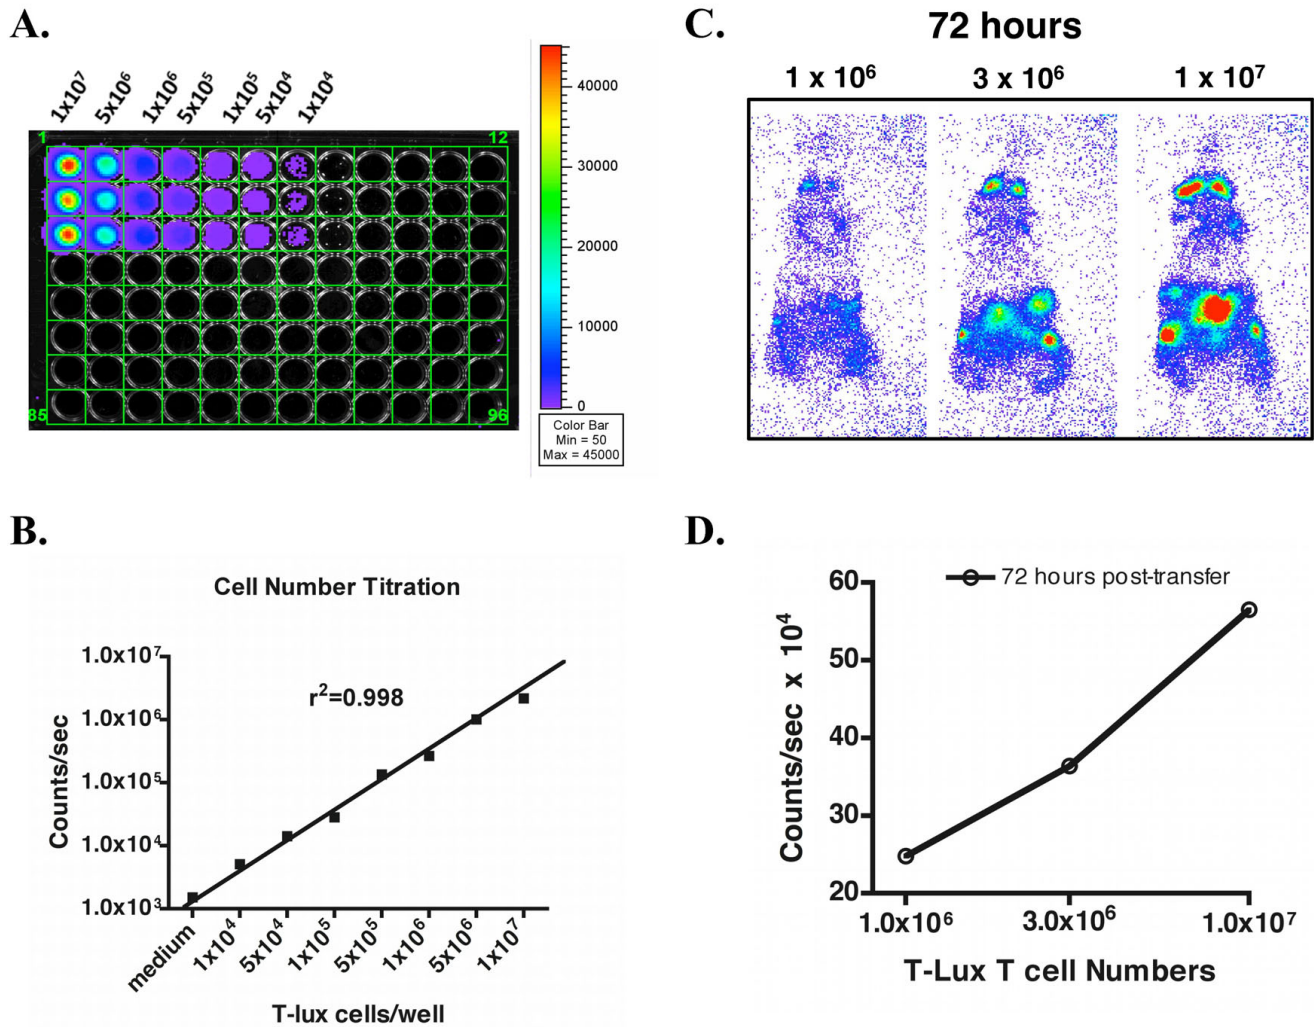 A.
1x10⁷ 5x10⁶ 1x10⁶ 5x10⁵ 1x10⁵ 5x10⁴ 1x10⁴
1 12
85 96
40000
30000
20000
10000
0
Color Bar
Min = 50
Max = 45000
C.
72 hours
1 x 10⁶ 3 x 10⁶ 1 x 10⁷
B.
Cell Number Titration
r²=0.998
Counts/sec
1.0x10⁷
1.0x10⁶
1.0x10⁵
1.0x10⁴
1.0x10³
medium 1x10⁴ 5x10⁴ 1x10⁵ 5x10⁵ 1x10⁶ 5x10⁶ 1x10⁷
T-lux cells/well
D.
72 hours post-transfer
Counts/sec x 10⁴
60
50
40
30
20
1.0x10⁶ 3.0x10⁶ 1.0x10⁷
T-Lux T cell Numbers